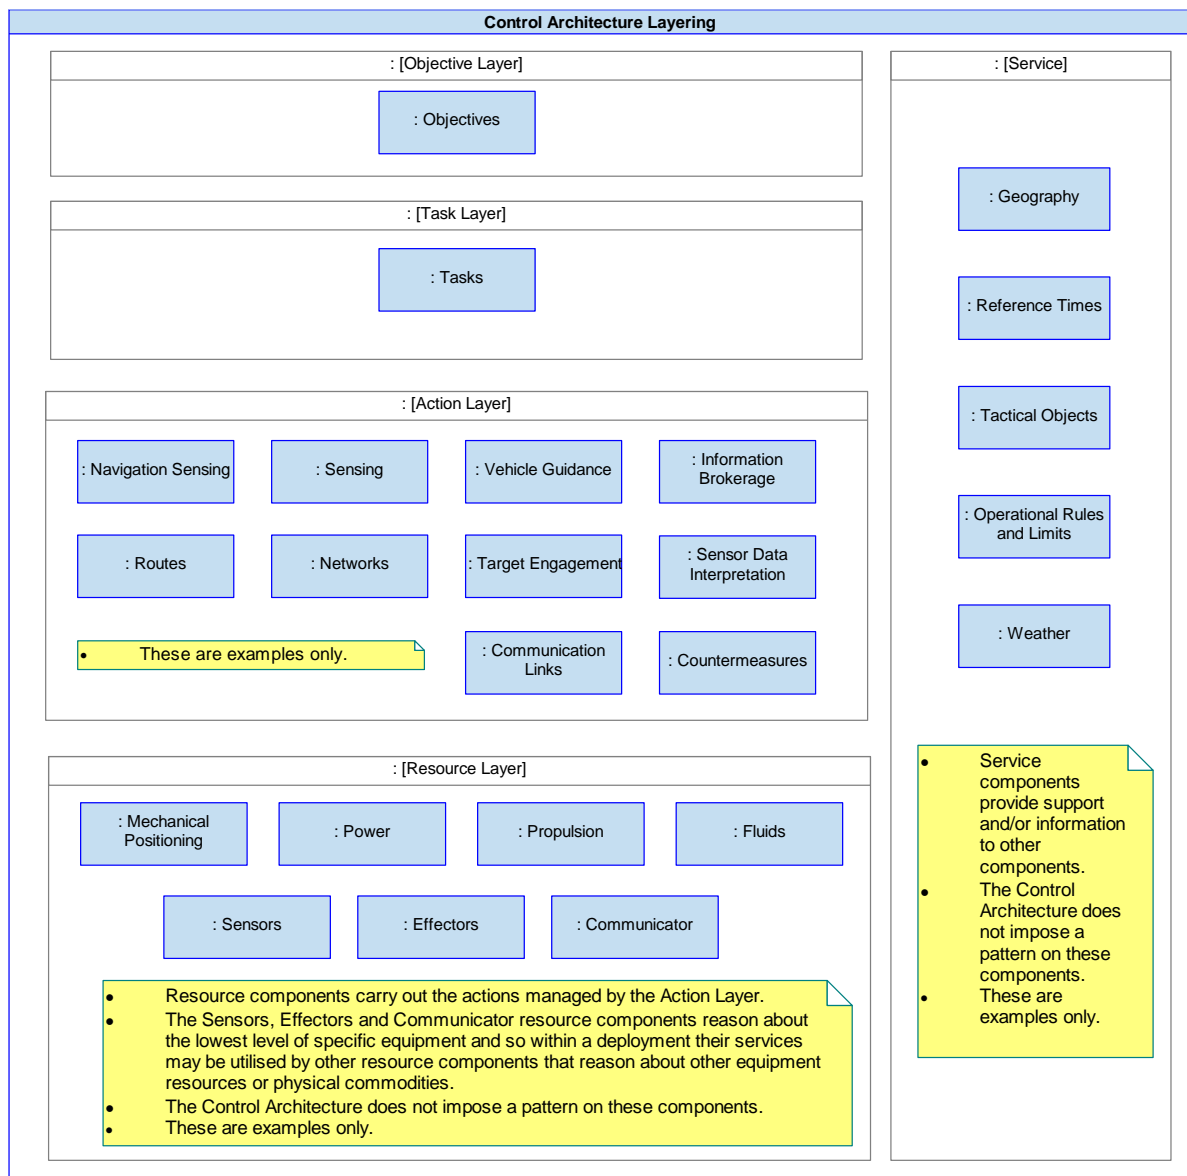 Control Architecture Layering
: [Objective Layer]
: Objectives
: [Task Layer]
: Tasks
: [Action Layer]
: Navigation Sensing
: Sensing
: Vehicle Guidance
: Information
Brokerage
: Routes
: Networks
: Target Engagement
: Sensor Data
Interpretation
• These are examples only.
: Communication
Links
: Countermeasures
: [Resource Layer]
: Mechanical
Positioning
: Power
: Propulsion
: Fluids
: Sensors
: Effectors
: Communicator
• Resource components carry out the actions managed by the Action Layer.
• The Sensors, Effectors and Communicator resource components reason about
the lowest level of specific equipment and so within a deployment their services
may be utilised by other resource components that reason about other equipment
resources or physical commodities.
• The Control Architecture does not impose a pattern on these components.
• These are examples only.
: [Service]
: Geography
: Reference Times
: Tactical Objects
: Operational Rules
and Limits
: Weather
• Service
components
provide support
and/or information
to other
components.
• The Control
Architecture does
not impose a
pattern on these
components.
• These are
examples only.